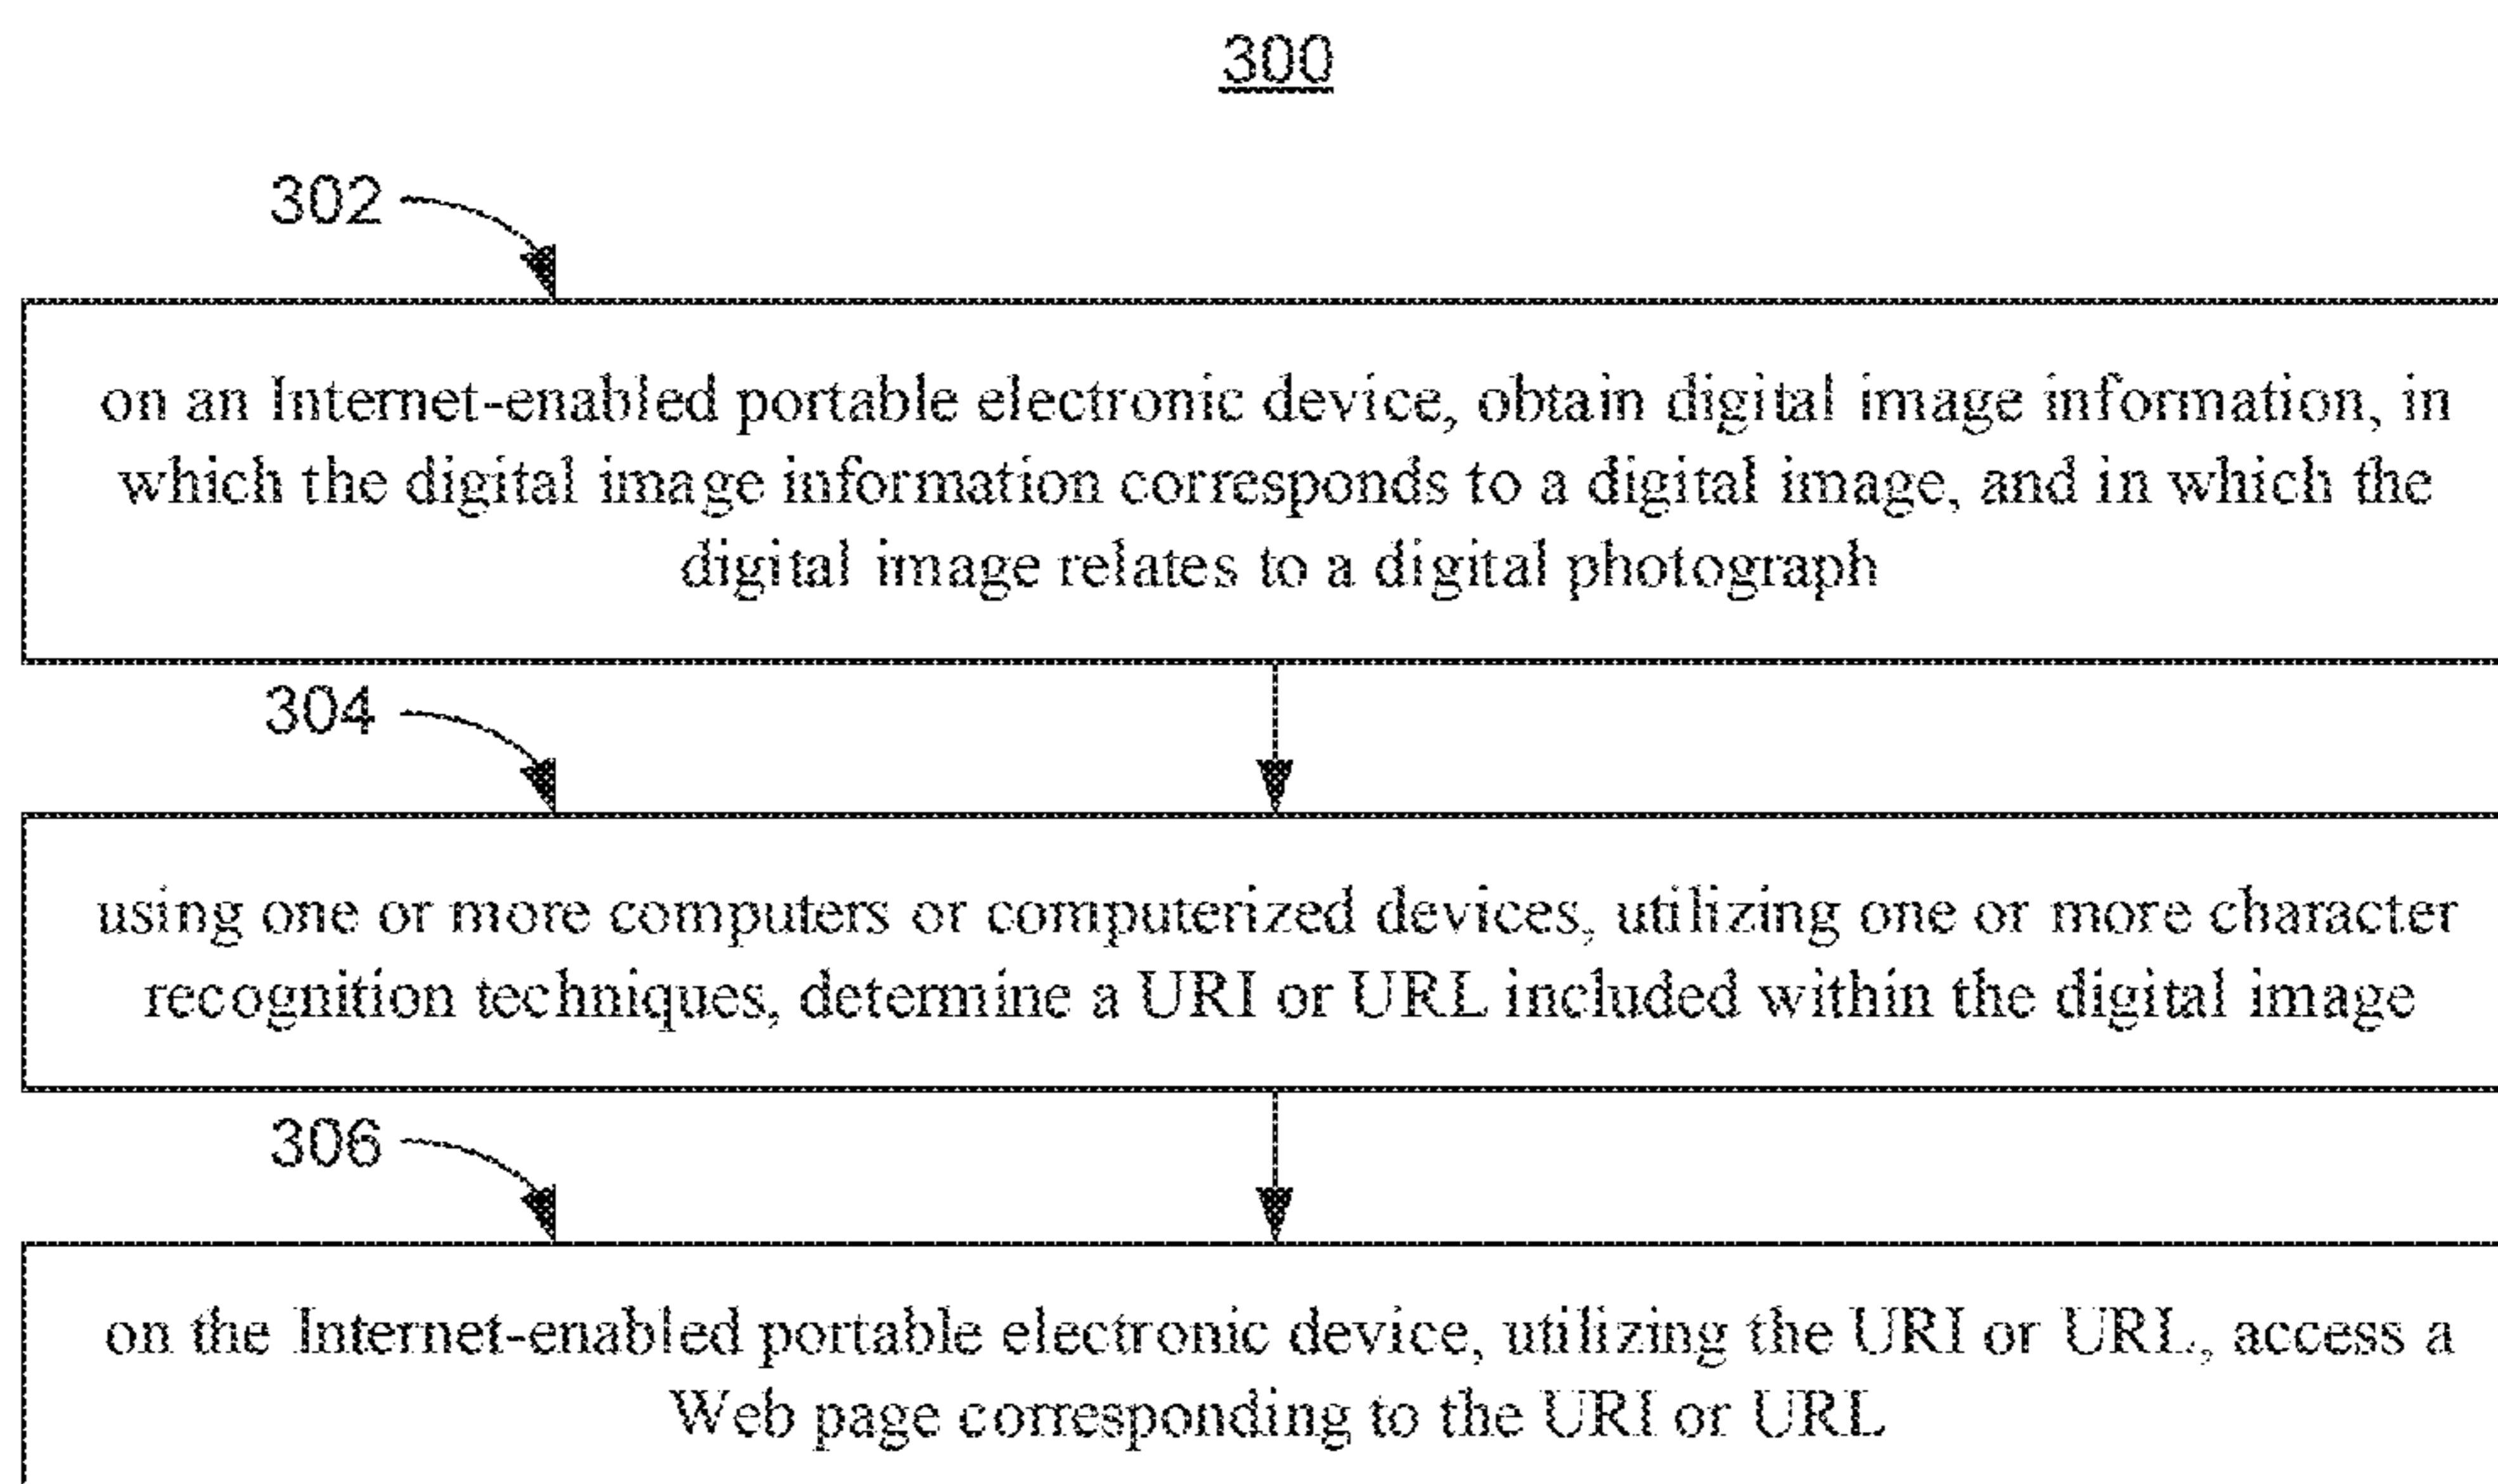 300
302
on an Internet-enabled portable electronic device, obtain digital image information, in
which the digital image information corresponds to a digital image, and in which the
digital image relates to a digital photograph
304
using one or more computers or computerized devices, utilizing one or more character
recognition techniques, determine a URI or URL included within the digital image
306
on the Internet-enabled portable electronic device, utilizing the URI or URL, access a
Web page corresponding to the URI or URL